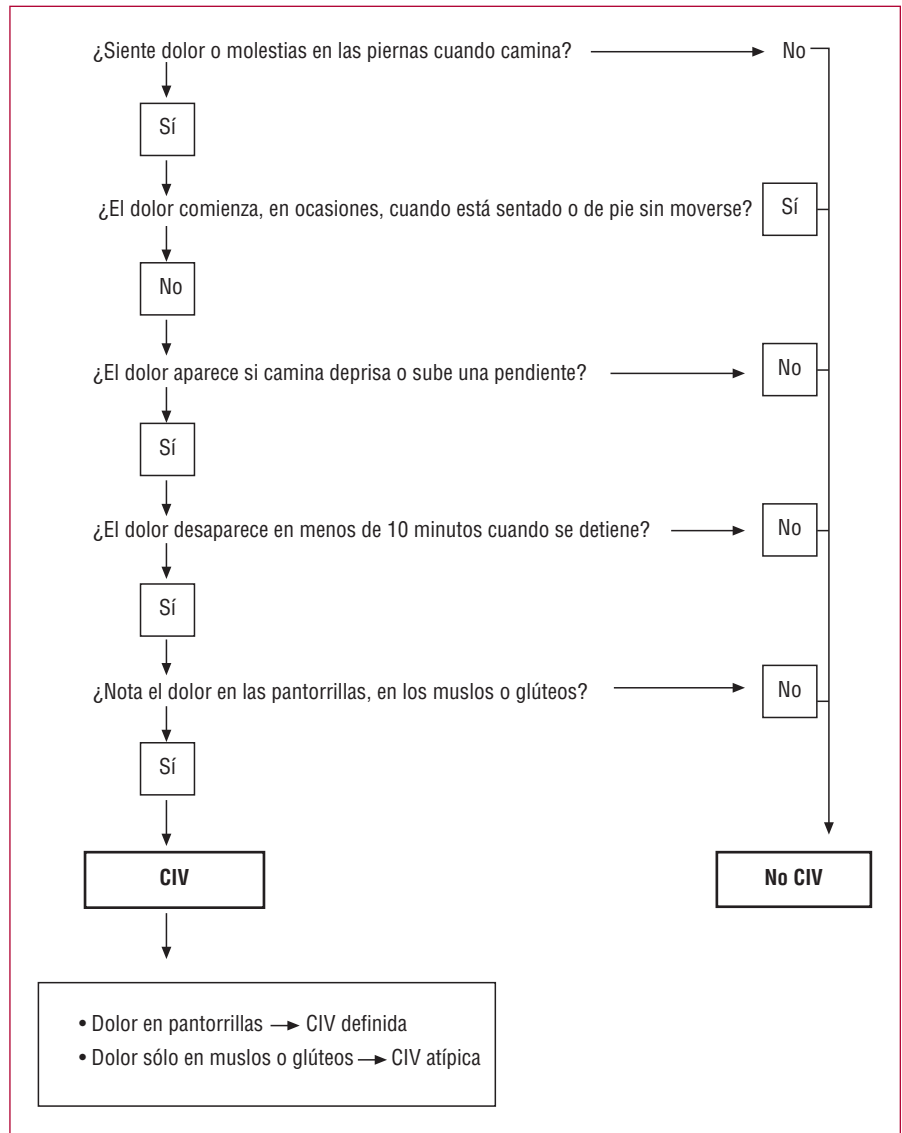 ¿Siente dolor o molestias en las piernas cuando camina? No
Sí
¿El dolor comienza, en ocasiones, cuando está sentado o de pie sin moverse? Sí
No
¿El dolor aparece si camina deprisa o sube una pendiente? No
Sí
¿El dolor desaparece en menos de 10 minutos cuando se detiene? No
Sí
¿Nota el dolor en las pantorrillas, en los muslos o glúteos? No
Sí
CIV No CIV
• Dolor en pantorrillas → CIV definida
• Dolor sólo en muslos o glúteos → CIV atípica